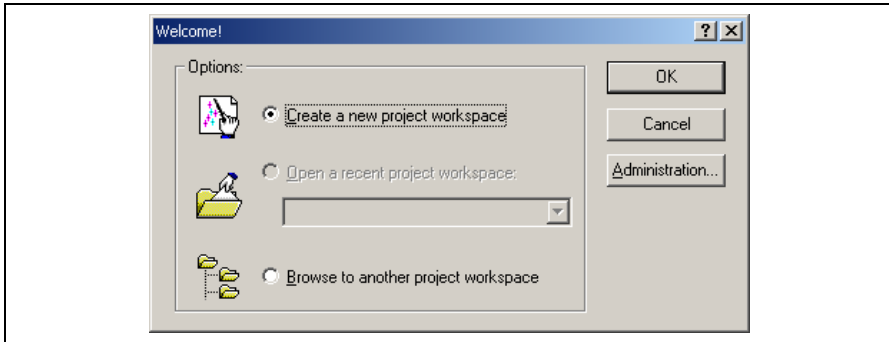 Welcome!
Options:
Create a new project workspace
Open a recent project workspace:
Browse to another project workspace
OK
Cancel
Administration...